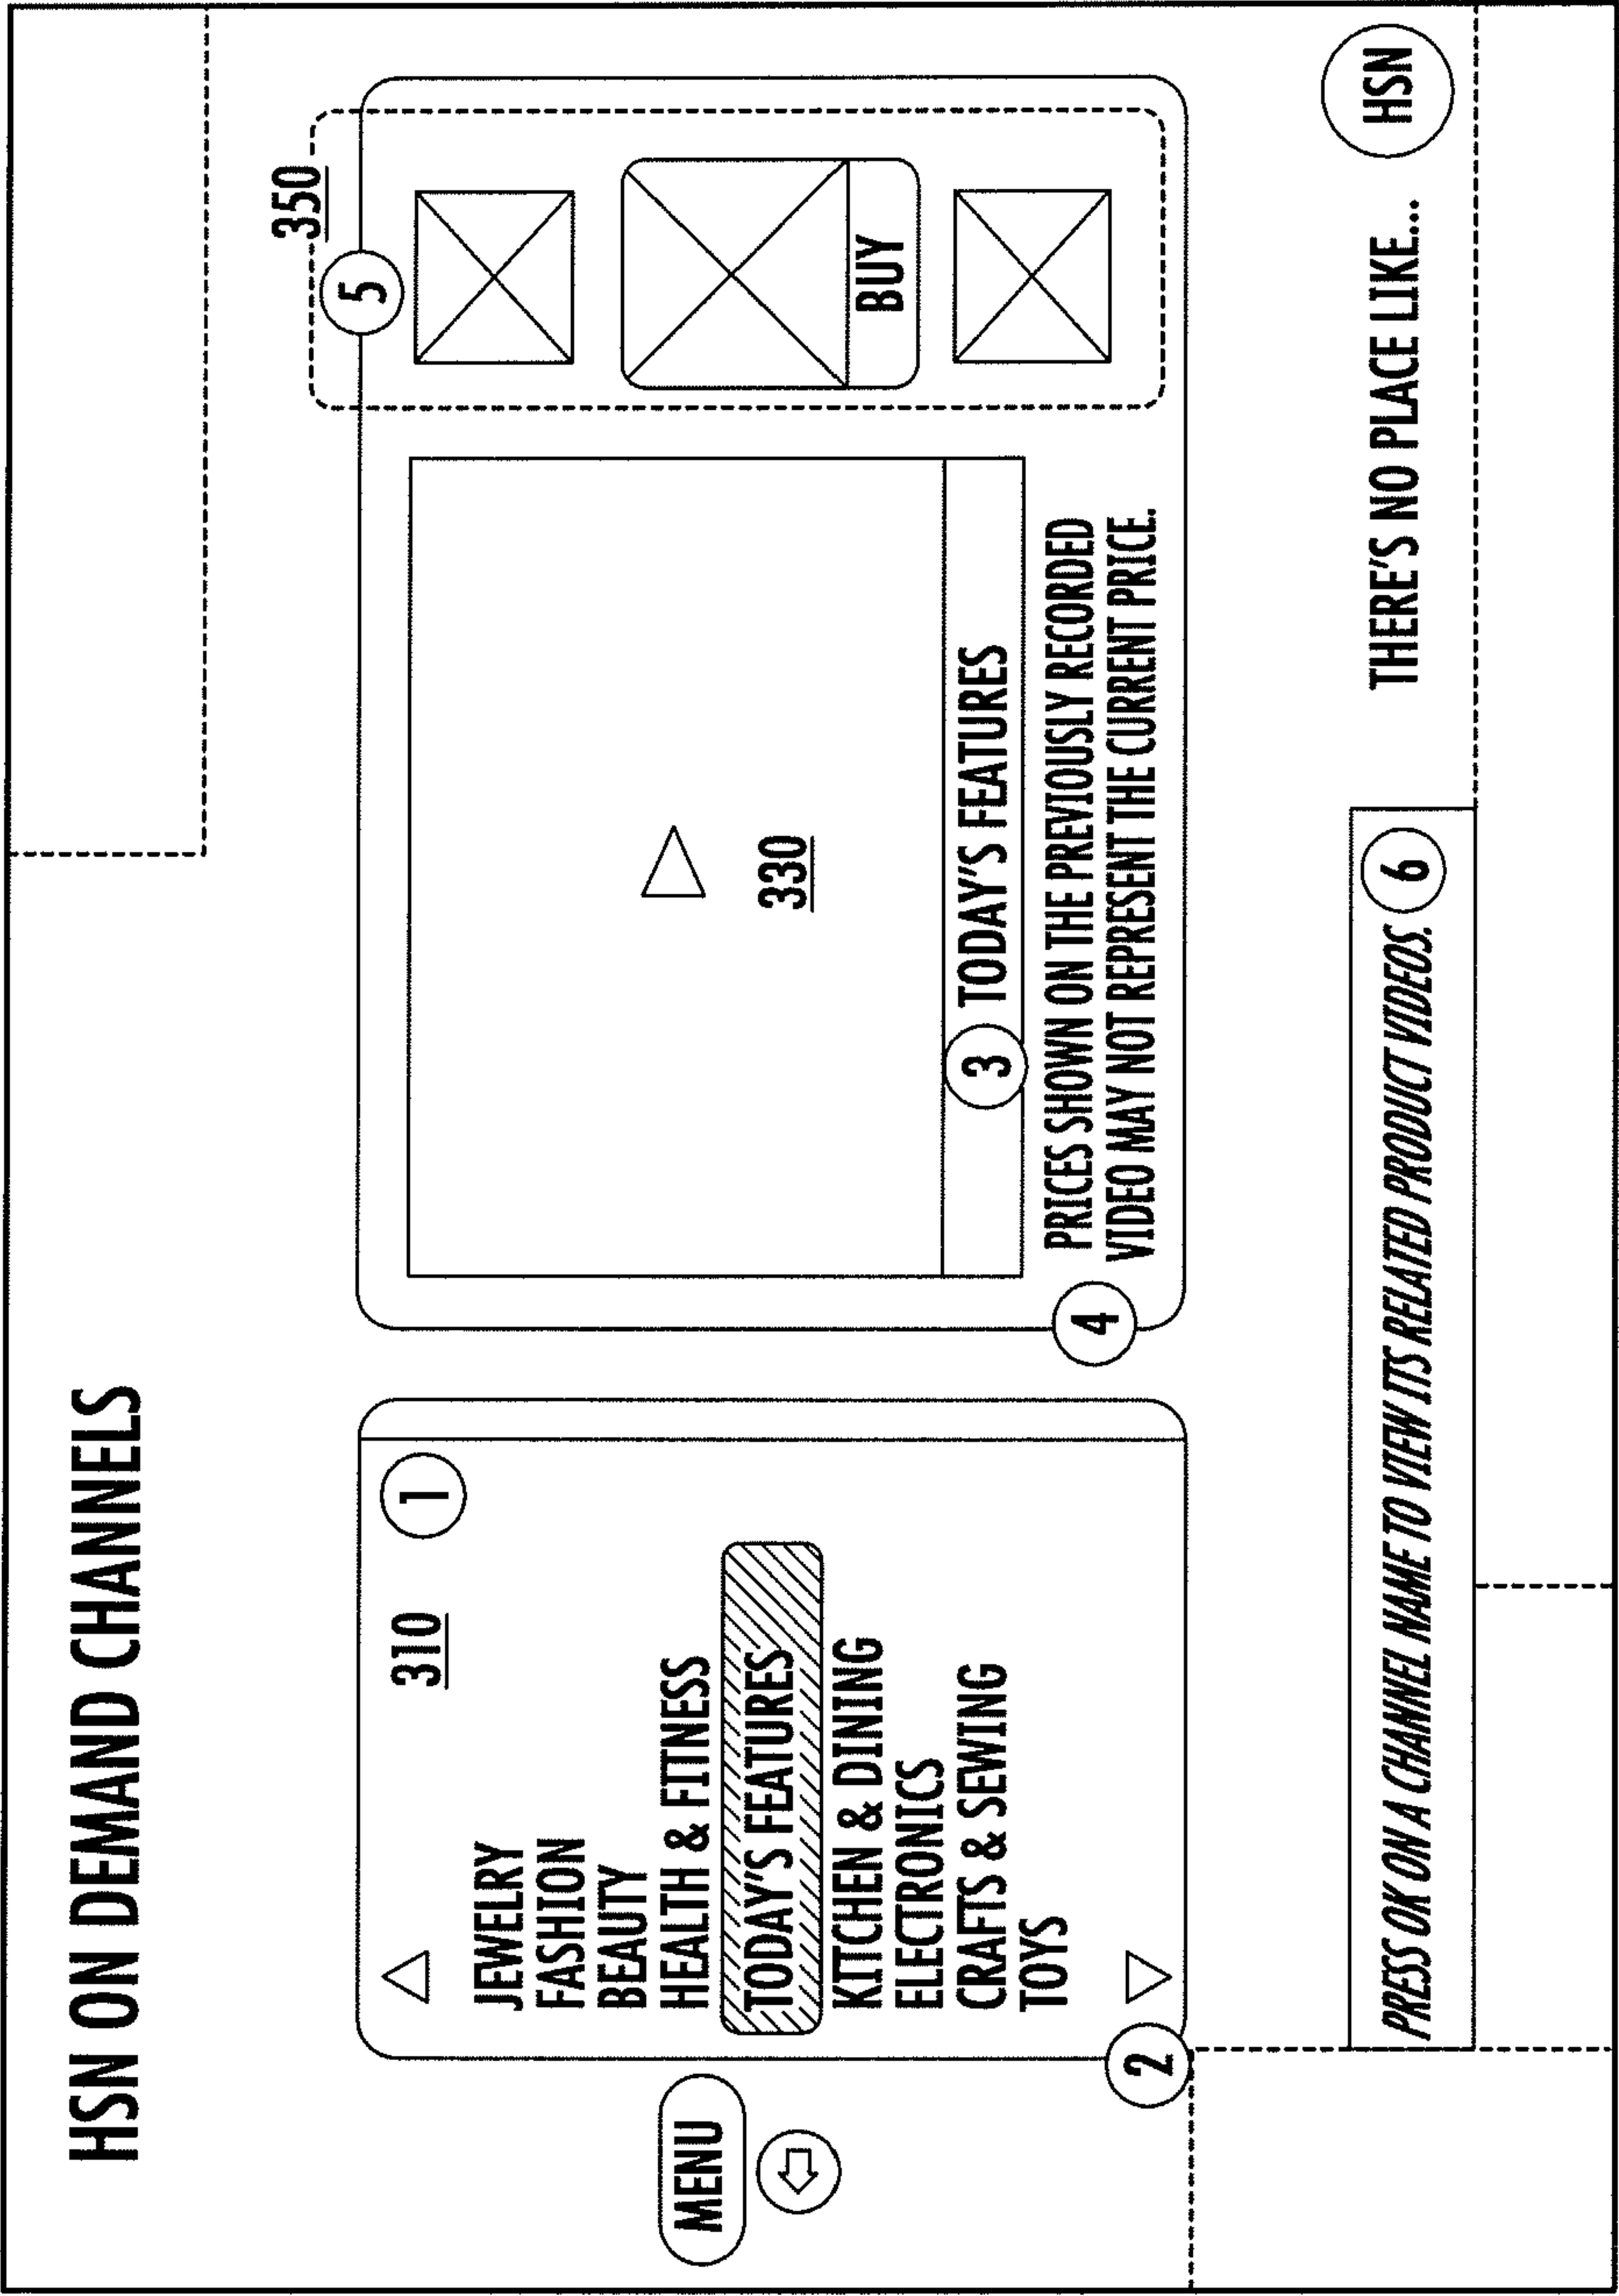 HSN ON DEMAND CHANNELS
MENU
310
1
JEWELRY
FASHION
BEAUTY
HEALTH & FITNESS
TODAY'S FEATURES
KITCHEN & DINING
ELECTRONICS
CRAFTS & SEWING
TOYS
2
330
3 TODAY'S FEATURES
PRICES SHOWN ON THE PREVIOUSLY RECORDED
VIDEO MAY NOT REPRESENT THE CURRENT PRICE.
4
350
5
BUY
PRESS OK ON A CHANNEL NAME TO VIEW ITS RELATED PRODUCT VIDEOS. 6
THERE'S NO PLACE LIKE... HSN